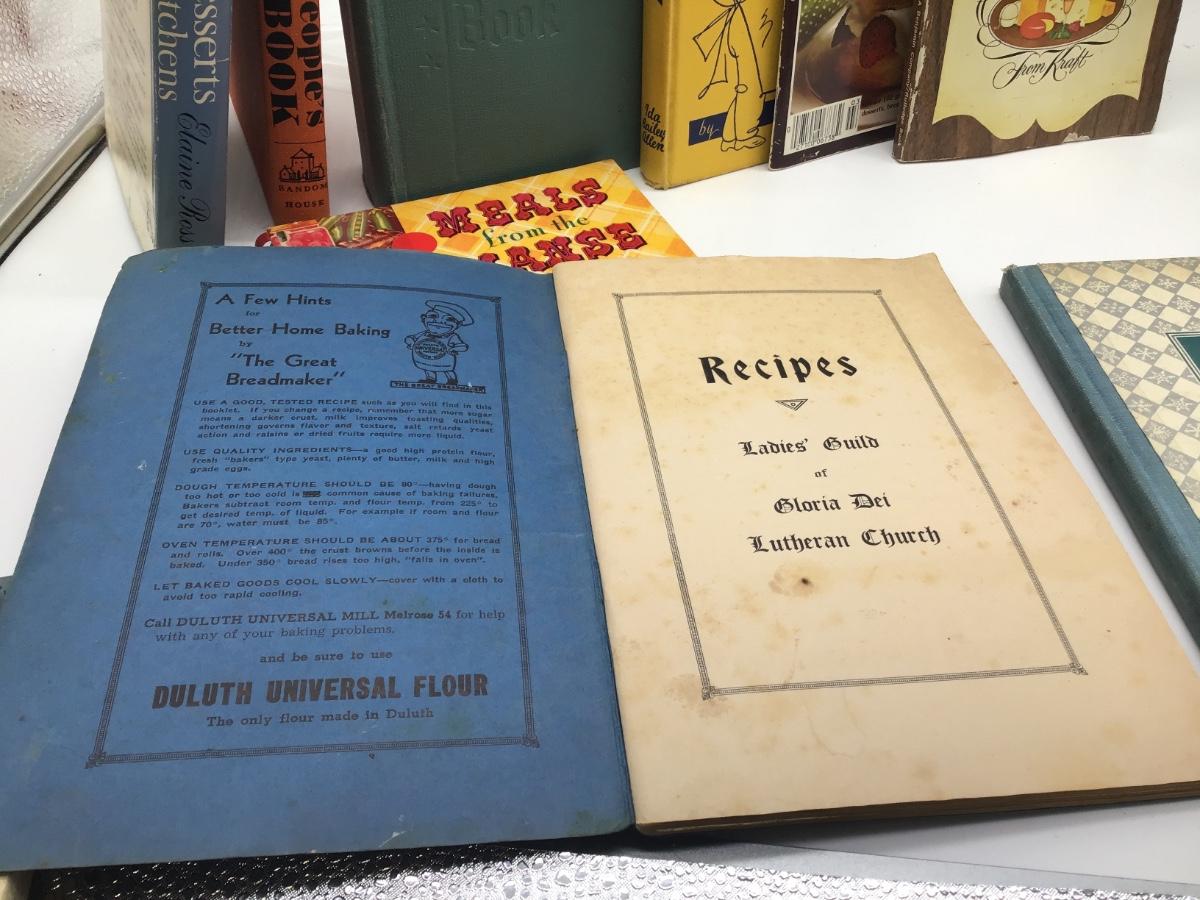 esserts
tchens
Elaine Ross
eople's
BOOK
RANDOM
HOUSE
Book
Ida
Bailey
Allen
by
From Kraft
MEALS
from the
MANSE
A Few Hints
for
Better Home Baking
by
"The Great
Breadmaker"
UNIVERSAL
THE GREAT BREADMAKER
USE A GOOD, TESTED RECIPE such as you will find in this
booklet. If you change a recipe, remember that more sugar
means a darker crust, milk improves toasting qualities,
shortening governs flavor and texture, salt retards yeast
action and raisins or dried fruits require more liquid.
USE QUALITY INGREDIENTS—a good high protein flour,
fresh "bakers" type yeast, plenty of butter, milk and high
grade eggs.
DOUGH TEMPERATURE SHOULD BE 80°—having dough
too hot or too cold is common cause of baking failures.
Bakers subtract room temp. and flour temp. from 225° to
get desired temp. of liquid. For example if room and flour
are 70°, water must be 85°.
OVEN TEMPERATURE SHOULD BE ABOUT 375° for bread
and rolls. Over 400° the crust browns before the inside is
baked. Under 350° bread rises too high, "falls in oven".
LET BAKED GOODS COOL SLOWLY—cover with a cloth to
avoid too rapid cooling.
Call DULUTH UNIVERSAL MILL Melrose 54 for help
with any of your baking problems.
and be sure to use
DULUTH UNIVERSAL FLOUR
The only flour made in Duluth
Recipes
Ladies' Guild
of
Gloria Dei
Lutheran Church